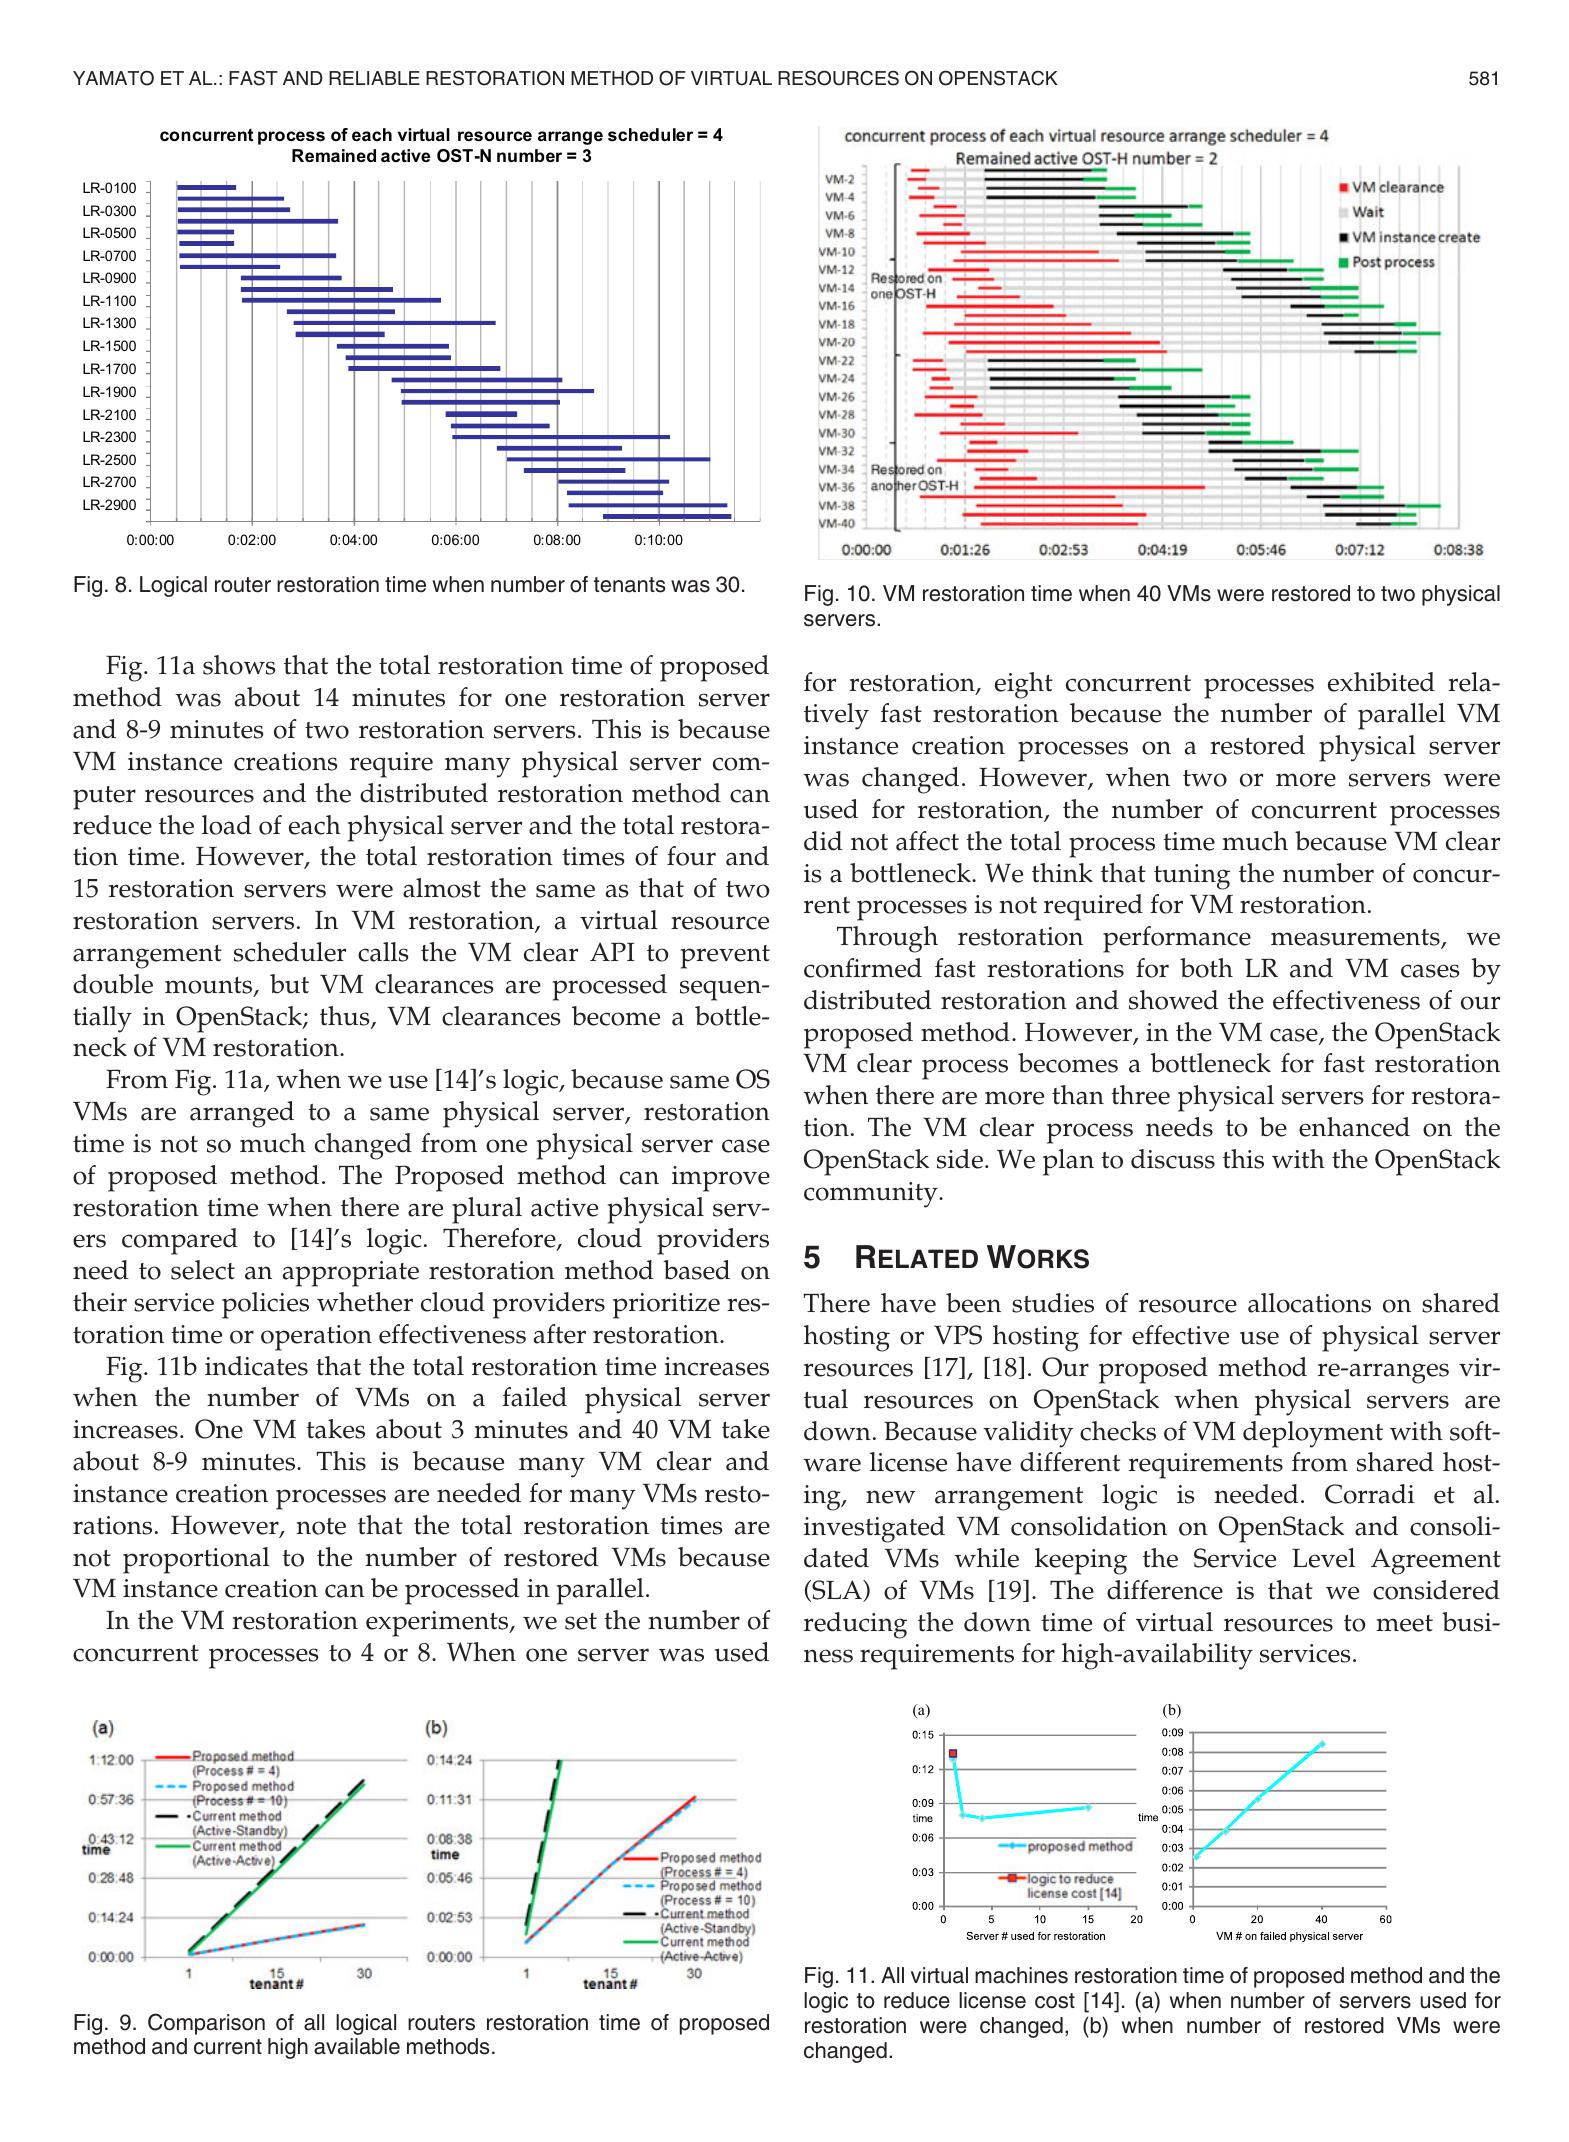 YAMATO ET AL.: FAST AND RELIABLE RESTORATION METHOD OF VIRTUAL RESOURCES ON OPENSTACK
581
concurrent process of each virtual resource arrange scheduler = 4
Remained active OST-N number = 3
LR-0100
LR-0300
LR-0500
LR-0700
LR-0900
LR-1100
LR-1300
LR-1500
LR-1700
LR-1900
LR-2100
LR-2300
LR-2500
LR-2700
LR-2900
0:00:00 0:02:00 0:04:00 0:06:00 0:08:00 0:10:00
Fig. 8. Logical router restoration time when number of tenants was 30.
Fig. 11a shows that the total restoration time of proposed
method was about 14 minutes for one restoration server
and 8-9 minutes of two restoration servers. This is because
VM instance creations require many physical server com-
puter resources and the distributed restoration method can
reduce the load of each physical server and the total restora-
tion time. However, the total restoration times of four and
15 restoration servers were almost the same as that of two
restoration servers. In VM restoration, a virtual resource
arrangement scheduler calls the VM clear API to prevent
double mounts, but VM clearances are processed sequen-
tially in OpenStack; thus, VM clearances become a bottle-
neck of VM restoration.
From Fig. 11a, when we use [14]'s logic, because same OS
VMs are arranged to a same physical server, restoration
time is not so much changed from one physical server case
of proposed method. The Proposed method can improve
restoration time when there are plural active physical serv-
ers compared to [14]'s logic. Therefore, cloud providers
need to select an appropriate restoration method based on
their service policies whether cloud providers prioritize res-
toration time or operation effectiveness after restoration.
Fig. 11b indicates that the total restoration time increases
when the number of VMs on a failed physical server
increases. One VM takes about 3 minutes and 40 VM take
about 8-9 minutes. This is because many VM clear and
instance creation processes are needed for many VMs resto-
rations. However, note that the total restoration times are
not proportional to the number of restored VMs because
VM instance creation can be processed in parallel.
In the VM restoration experiments, we set the number of
concurrent processes to 4 or 8. When one server was used
concurrent process of each virtual resource arrange scheduler = 4
Remained active OST-H number = 2
VM-2
VM-4
VM-6
VM-8
VM-10
VM-12
VM-14
VM-16
VM-18
VM-20
VM-22
VM-24
VM-26
VM-28
VM-30
VM-32
VM-34
VM-36
VM-38
VM-40
Restored on
one OST-H
Restored on
another OST-H
VM clearance
Wait
VM instance create
Post process
0:00:00 0:01:26 0:02:53 0:04:19 0:05:46 0:07:12 0:08:38
Fig. 10. VM restoration time when 40 VMs were restored to two physical
servers.
for restoration, eight concurrent processes exhibited rela-
tively fast restoration because the number of parallel VM
instance creation processes on a restored physical server
was changed. However, when two or more servers were
used for restoration, the number of concurrent processes
did not affect the total process time much because VM clear
is a bottleneck. We think that tuning the number of concur-
rent processes is not required for VM restoration.
Through restoration performance measurements, we
confirmed fast restorations for both LR and VM cases by
distributed restoration and showed the effectiveness of our
proposed method. However, in the VM case, the OpenStack
VM clear process becomes a bottleneck for fast restoration
when there are more than three physical servers for restora-
tion. The VM clear process needs to be enhanced on the
OpenStack side. We plan to discuss this with the OpenStack
community.
5 RELATED WORKS
There have been studies of resource allocations on shared
hosting or VPS hosting for effective use of physical server
resources [17], [18]. Our proposed method re-arranges vir-
tual resources on OpenStack when physical servers are
down. Because validity checks of VM deployment with soft-
ware license have different requirements from shared host-
ing, new arrangement logic is needed. Corradi et al.
investigated VM consolidation on OpenStack and consoli-
dated VMs while keeping the Service Level Agreement
(SLA) of VMs [19]. The difference is that we considered
reducing the down time of virtual resources to meet busi-
ness requirements for high-availability services.
(a)
1:12:00
0:57:36
0:43:12
time
0:28:48
0:14:24
0:00:00
Proposed method
(Process # = 4)
Proposed method
(Process # = 10)
Current method
(Active-Standby)
Current method
(Active-Active)
1 15 30
tenant #
(b)
0:14:24
0:11:31
0:08:38
time
0:05:46
0:02:53
0:00:00
Proposed method
(Process # = 4)
Proposed method
(Process # = 10)
Current method
(Active-Standby)
Current method
(Active-Active)
1 15 30
tenant #
Fig. 9. Comparison of all logical routers restoration time of proposed
method and current high available methods.
(a)
0:15
0:12
0:09
time
0:06
0:03
0:00
proposed method
logic to reduce
license cost [14]
0 5 10 15 20
Server # used for restoration
(b)
0:09
0:08
0:07
0:06
time 0:05
0:04
0:03
0:02
0:01
0:00
0 20 40 60
VM # on failed physical server
Fig. 11. All virtual machines restoration time of proposed method and the
logic to reduce license cost [14]. (a) when number of servers used for
restoration were changed, (b) when number of restored VMs were
changed.